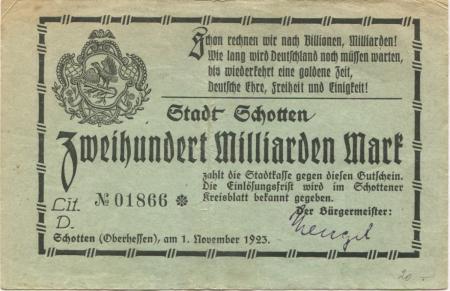 Schon rechnen wir nach Billionen, Milliarden!
Wie lang wird Deutschland noch müssen warten,
bis wiederkehrt eine goldene Zeit,
Deutsche Ehre, Freiheit und Einigkeit!
Stadt Schotten
Zweihundert Milliarden Mark
zahlt die Stadtkasse gegen diesen Gutschein.
Die Einlösungsfrist wird im Schottener
Kreisblatt bekannt gegeben.
Lit.
D.
№ 01866 *
Der Bürgermeister:
Mengel
Schotten (Oberhessen), am 1. November 1923.
20.-